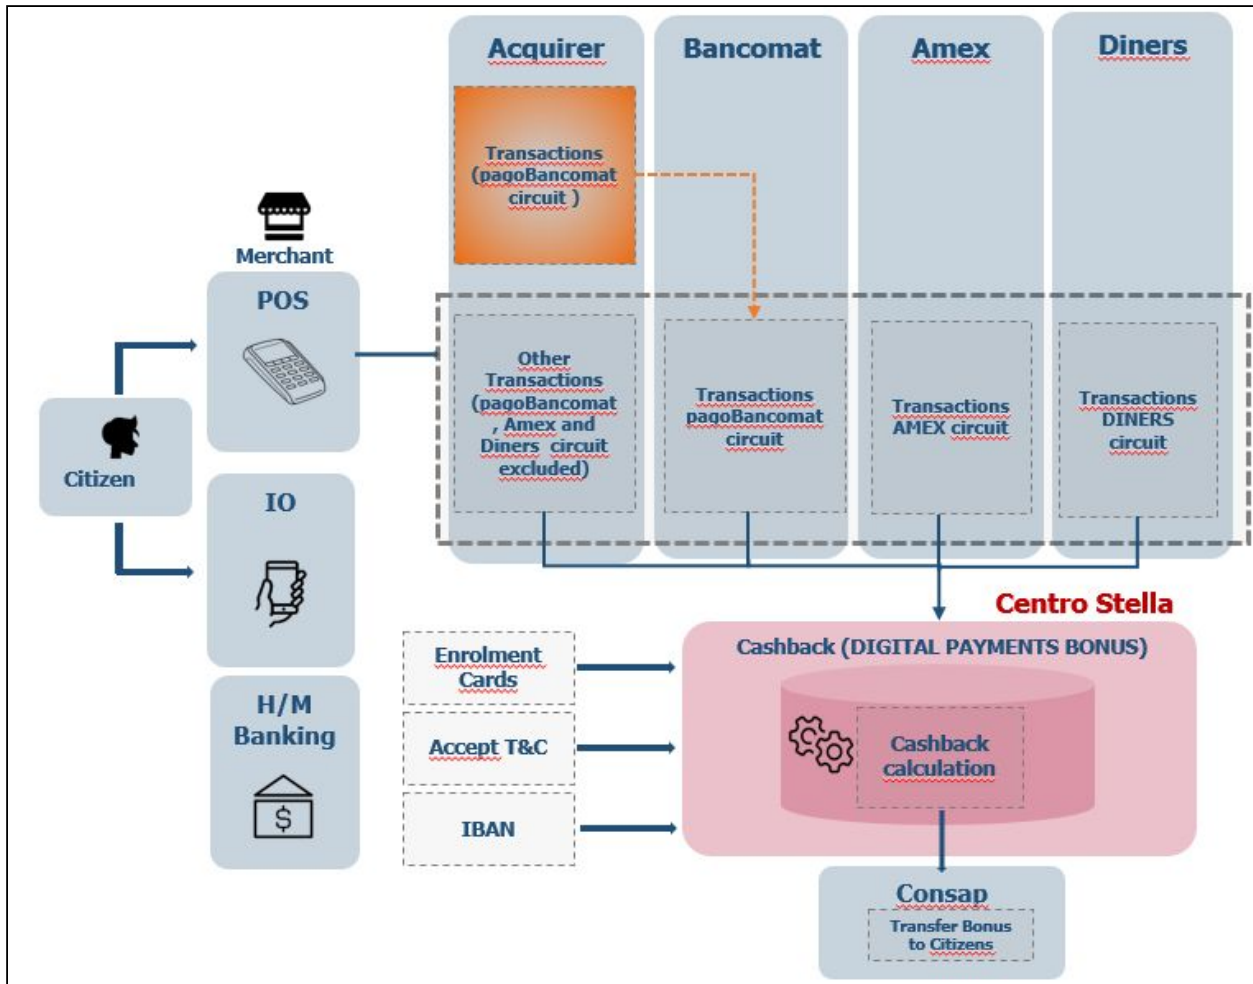 Acquirer
Bancomat
Amex
Diners
Transactions
(pagoBancomat
circuit )
Merchant
POS
Other
Transactions
(pagoBancomat
, Amex and
Diners circuit
excluded)
Transactions
pagoBancomat
circuit
Transactions
AMEX circuit
Transactions
DINERS
circuit
Citizen
IO
Centro Stella
Cashback (DIGITAL PAYMENTS BONUS)
Enrolment
Cards
H/M
Banking
$
Accept T&C
Cashback
calculation
IBAN
Consap
Transfer Bonus
to Citizens